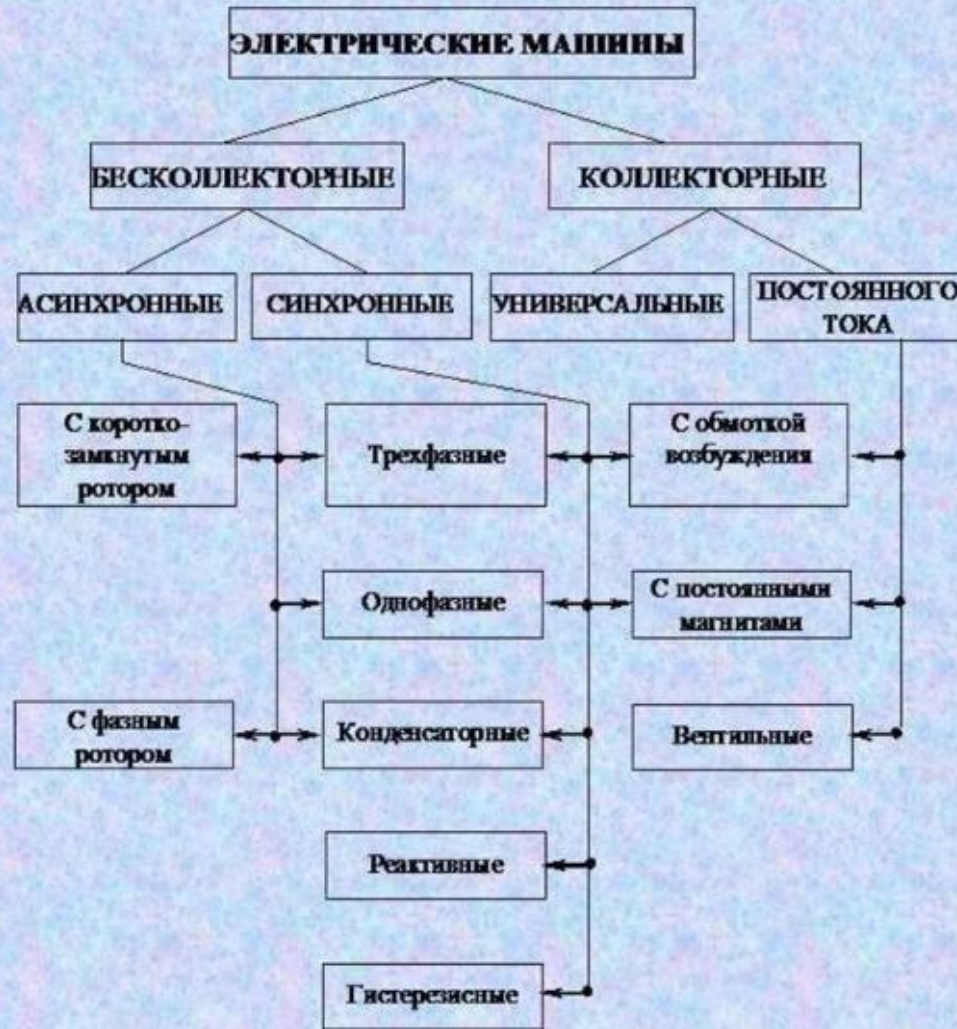 ЭЛЕКТРИЧЕСКИЕ МАШИНЫ
БЕСКОЛЛЕКТОРНЫЕ
КОЛЛЕКТОРНЫЕ
АСИНХРОННЫЕ
СИНХРОННЫЕ
УНИВЕРСАЛЬНЫЕ
ПОСТОЯННОГО
ТОКА
С коротко-
замкнутым
ротором
Трехфазные
С обмоткой
возбуждения
Однофазные
С постоянными
магнитами
С фазным
ротором
Конденсаторные
Вентильные
Реактивные
Гистерезисные